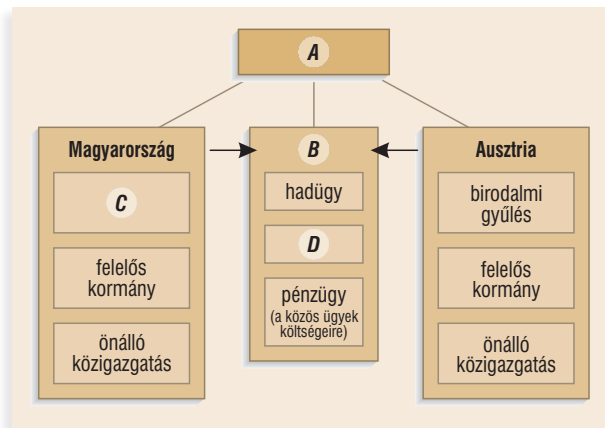 A
Magyarország
C
felelős
kormány
önálló
közigazgatás
B
hadügy
D
pénzügy
(a közös ügyek
költségeire)
Ausztria
birodalmi
gyűlés
felelős
kormány
önálló
közigazgatás